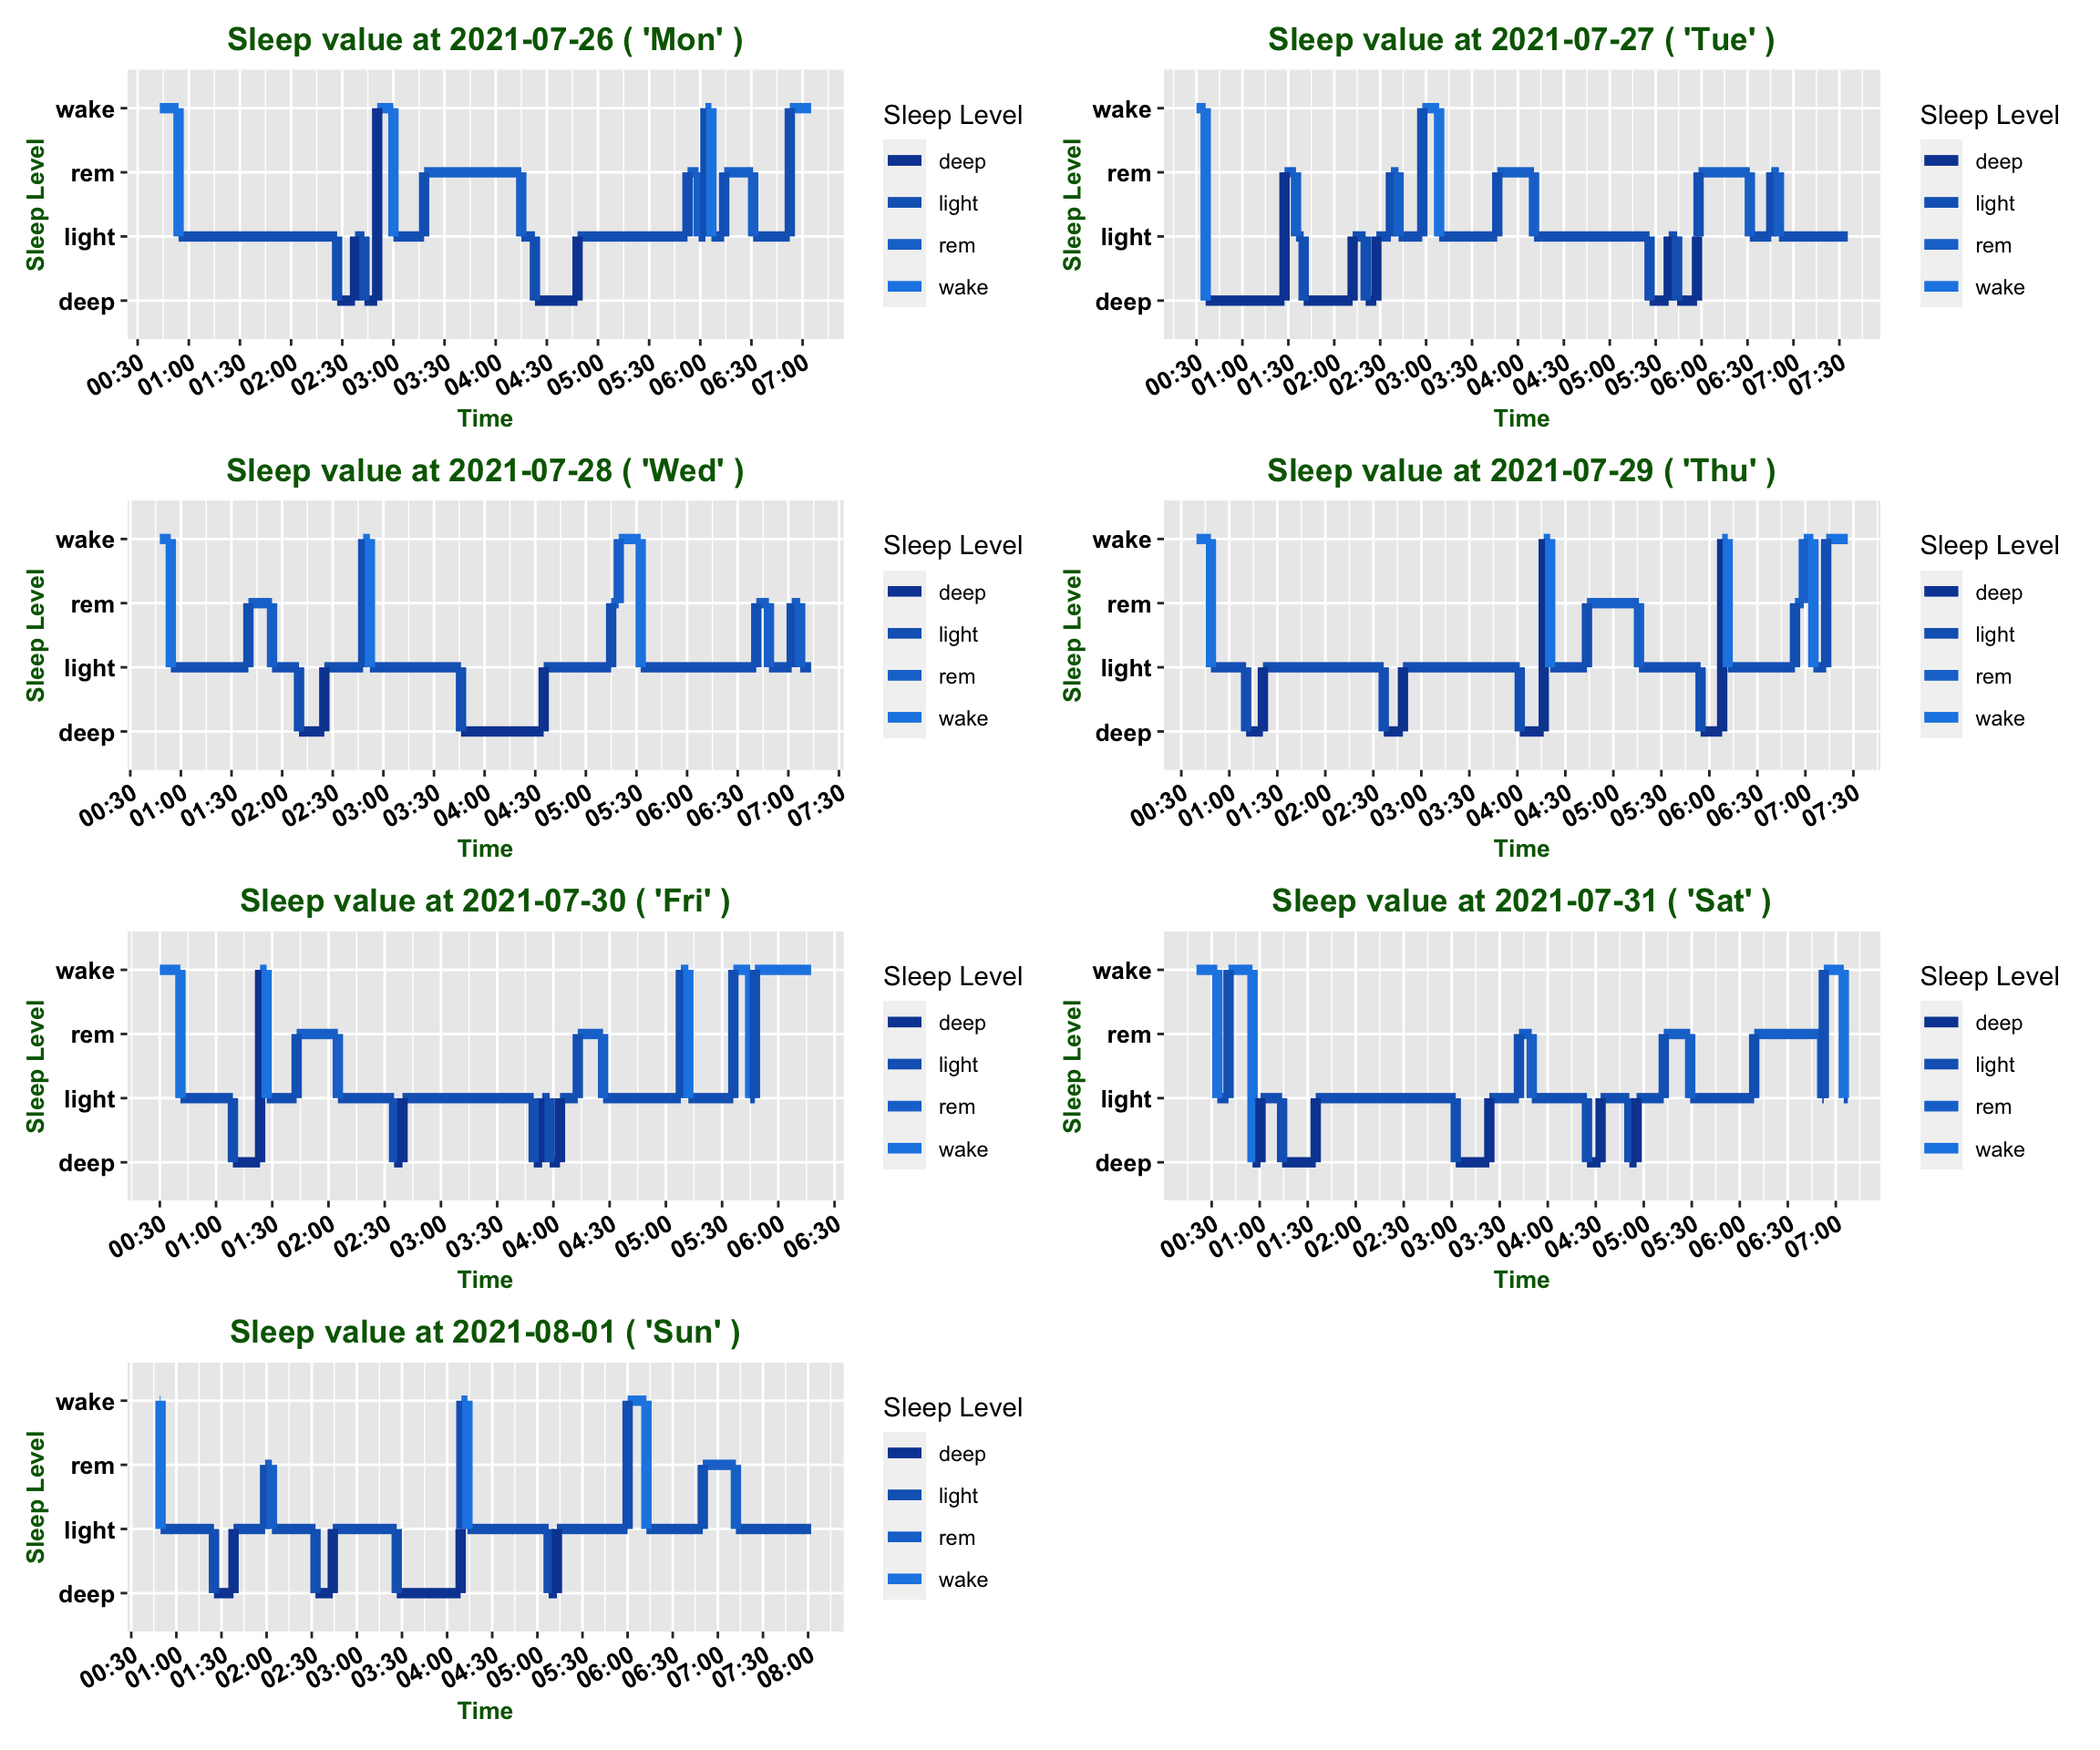 Sleep value at 2021-07-26 ( 'Mon' )
Sleep Level
wake
rem
light
deep
00:30 01:00 01:30 02:00 02:30 03:00 03:30 04:00 04:30 05:00 05:30 06:00 06:30 07:00
Time
Sleep Level
deep
light
rem
wake
Sleep value at 2021-07-27 ( 'Tue' )
Sleep Level
wake
rem
light
deep
00:30 01:00 01:30 02:00 02:30 03:00 03:30 04:00 04:30 05:00 05:30 06:00 06:30 07:00 07:30
Time
Sleep Level
deep
light
rem
wake
Sleep value at 2021-07-28 ( 'Wed' )
Sleep Level
wake
rem
light
deep
00:30 01:00 01:30 02:00 02:30 03:00 03:30 04:00 04:30 05:00 05:30 06:00 06:30 07:00 07:30
Time
Sleep Level
deep
light
rem
wake
Sleep value at 2021-07-29 ( 'Thu' )
Sleep Level
wake
rem
light
deep
00:30 01:00 01:30 02:00 02:30 03:00 03:30 04:00 04:30 05:00 05:30 06:00 06:30 07:00 07:30
Time
Sleep Level
deep
light
rem
wake
Sleep value at 2021-07-30 ( 'Fri' )
Sleep Level
wake
rem
light
deep
00:30 01:00 01:30 02:00 02:30 03:00 03:30 04:00 04:30 05:00 05:30 06:00 06:30
Time
Sleep Level
deep
light
rem
wake
Sleep value at 2021-07-31 ( 'Sat' )
Sleep Level
wake
rem
light
deep
00:30 01:00 01:30 02:00 02:30 03:00 03:30 04:00 04:30 05:00 05:30 06:00 06:30 07:00
Time
Sleep Level
deep
light
rem
wake
Sleep value at 2021-08-01 ( 'Sun' )
Sleep Level
wake
rem
light
deep
00:30 01:00 01:30 02:00 02:30 03:00 03:30 04:00 04:30 05:00 05:30 06:00 06:30 07:00 07:30 08:00
Time
Sleep Level
deep
light
rem
wake